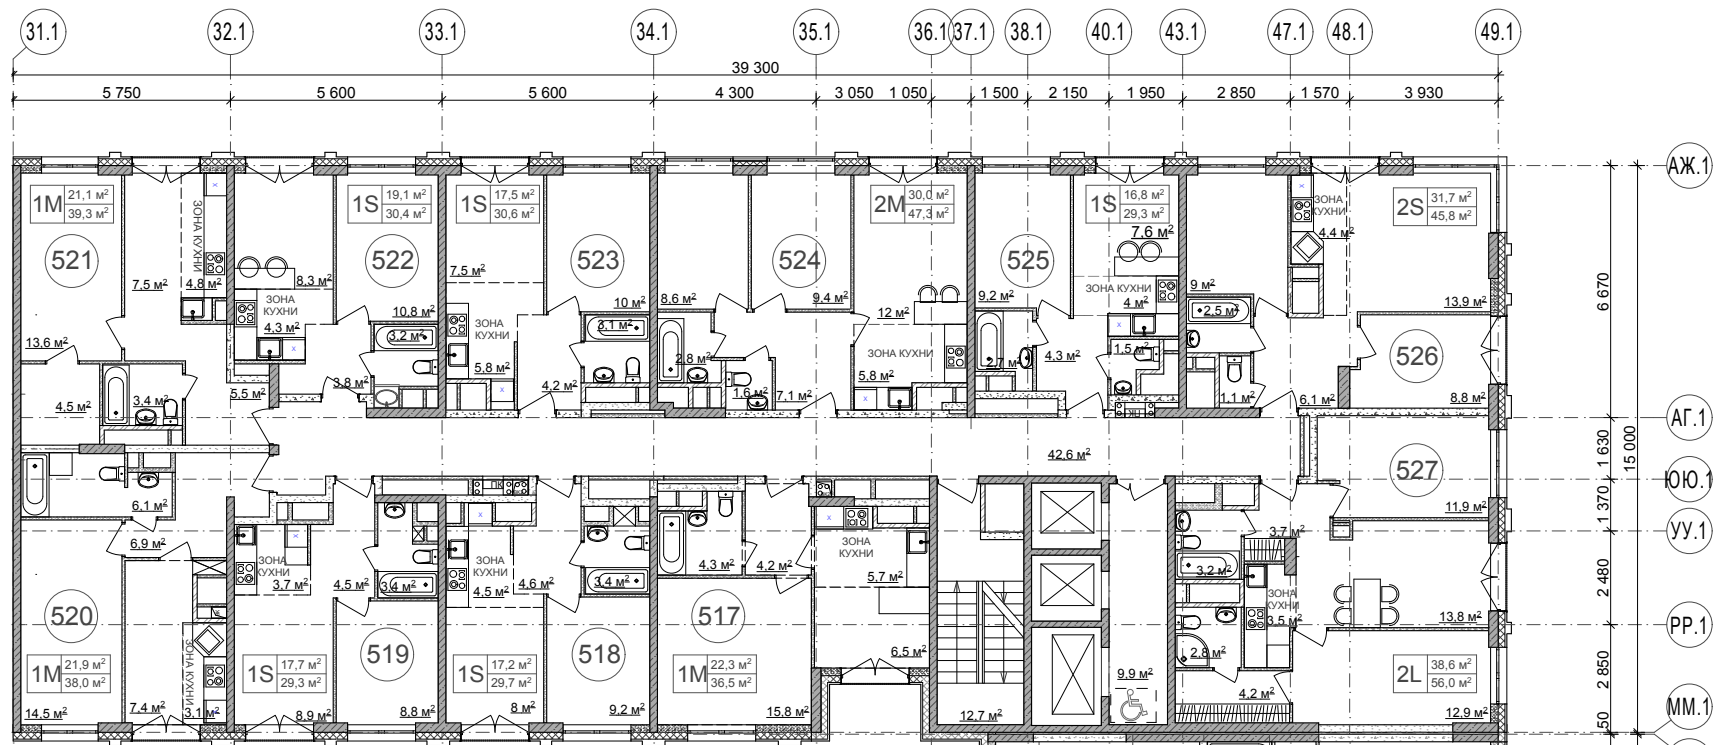 31.1 32.1 33.1 34.1 35.1 36.1 37.1 38.1 40.1 43.1 47.1 48.1 49.1
39 300
5 750 5 600 5 600 4 300 3 050 1 050 1 500 2 150 1 950 2 850 1 570 3 930
АЖ.1
1M 21,1 м² 39,3 м²
521
13,6 м²
7,5 м²
ЗОНА КУХНИ
4,8 м²
4,5 м²
3,4 м²
5,5 м²
1S 19,1 м² 30,4 м²
522
8,3 м²
ЗОНА
КУХНИ
4,3 м²
10,8 м²
3,2 м²
3,8 м²
1S 17,5 м² 30,6 м²
523
7,5 м²
ЗОНА
КУХНИ
5,8 м²
10 м²
3,1 м²
4,2 м²
2M 30,0 м² 47,3 м²
524
8,6 м²
9,4 м²
12 м²
ЗОНА КУХНИ
5,8 м²
2,8 м²
1,6 м²
7,1 м²
1S 16,8 м² 29,3 м²
525
7,6 м²
9,2 м²
ЗОНА КУХНИ
4 м²
2,7 м²
4,3 м²
1,5 м²
ПК
2S 31,7 м² 45,8 м²
526
ЗОНА
КУХНИ
4,4 м²
9 м²
2,5 м²
13,9 м²
1,1 м²
6,1 м²
8,8 м²
6 670
АГ.1
42,6 м²
1 630
15 000
ЮЮ.1
1 370
УУ.1
2 480
РР.1
2 850
ММ.1
520
6,1 м²
6,9 м²
1M 21,9 м² 38,0 м²
14,5 м²
7,4 м²
ЗОНА КУХНИ
3,1 м²
519
ЗОНА
КУХНИ
3,7 м²
4,5 м²
3,4 м²
1S 17,7 м² 29,3 м²
8,9 м²
8,8 м²
518
ПК
ЗОНА
КУХНИ
4,5 м²
4,6 м²
3,4 м²
1S 17,2 м² 29,7 м²
8 м²
9,2 м²
517
4,3 м²
4,2 м²
ЗОНА
КУХНИ
5,7 м²
6,5 м²
1M 22,3 м² 36,5 м²
15,8 м²
12,7 м²
9,9 м²
527
11,9 м²
3,7 м²
3,2 м²
ЗОНА
КУХНИ
3,5 м²
13,8 м²
2,8 м²
4,2 м²
2L 38,6 м² 56,0 м²
12,9 м²